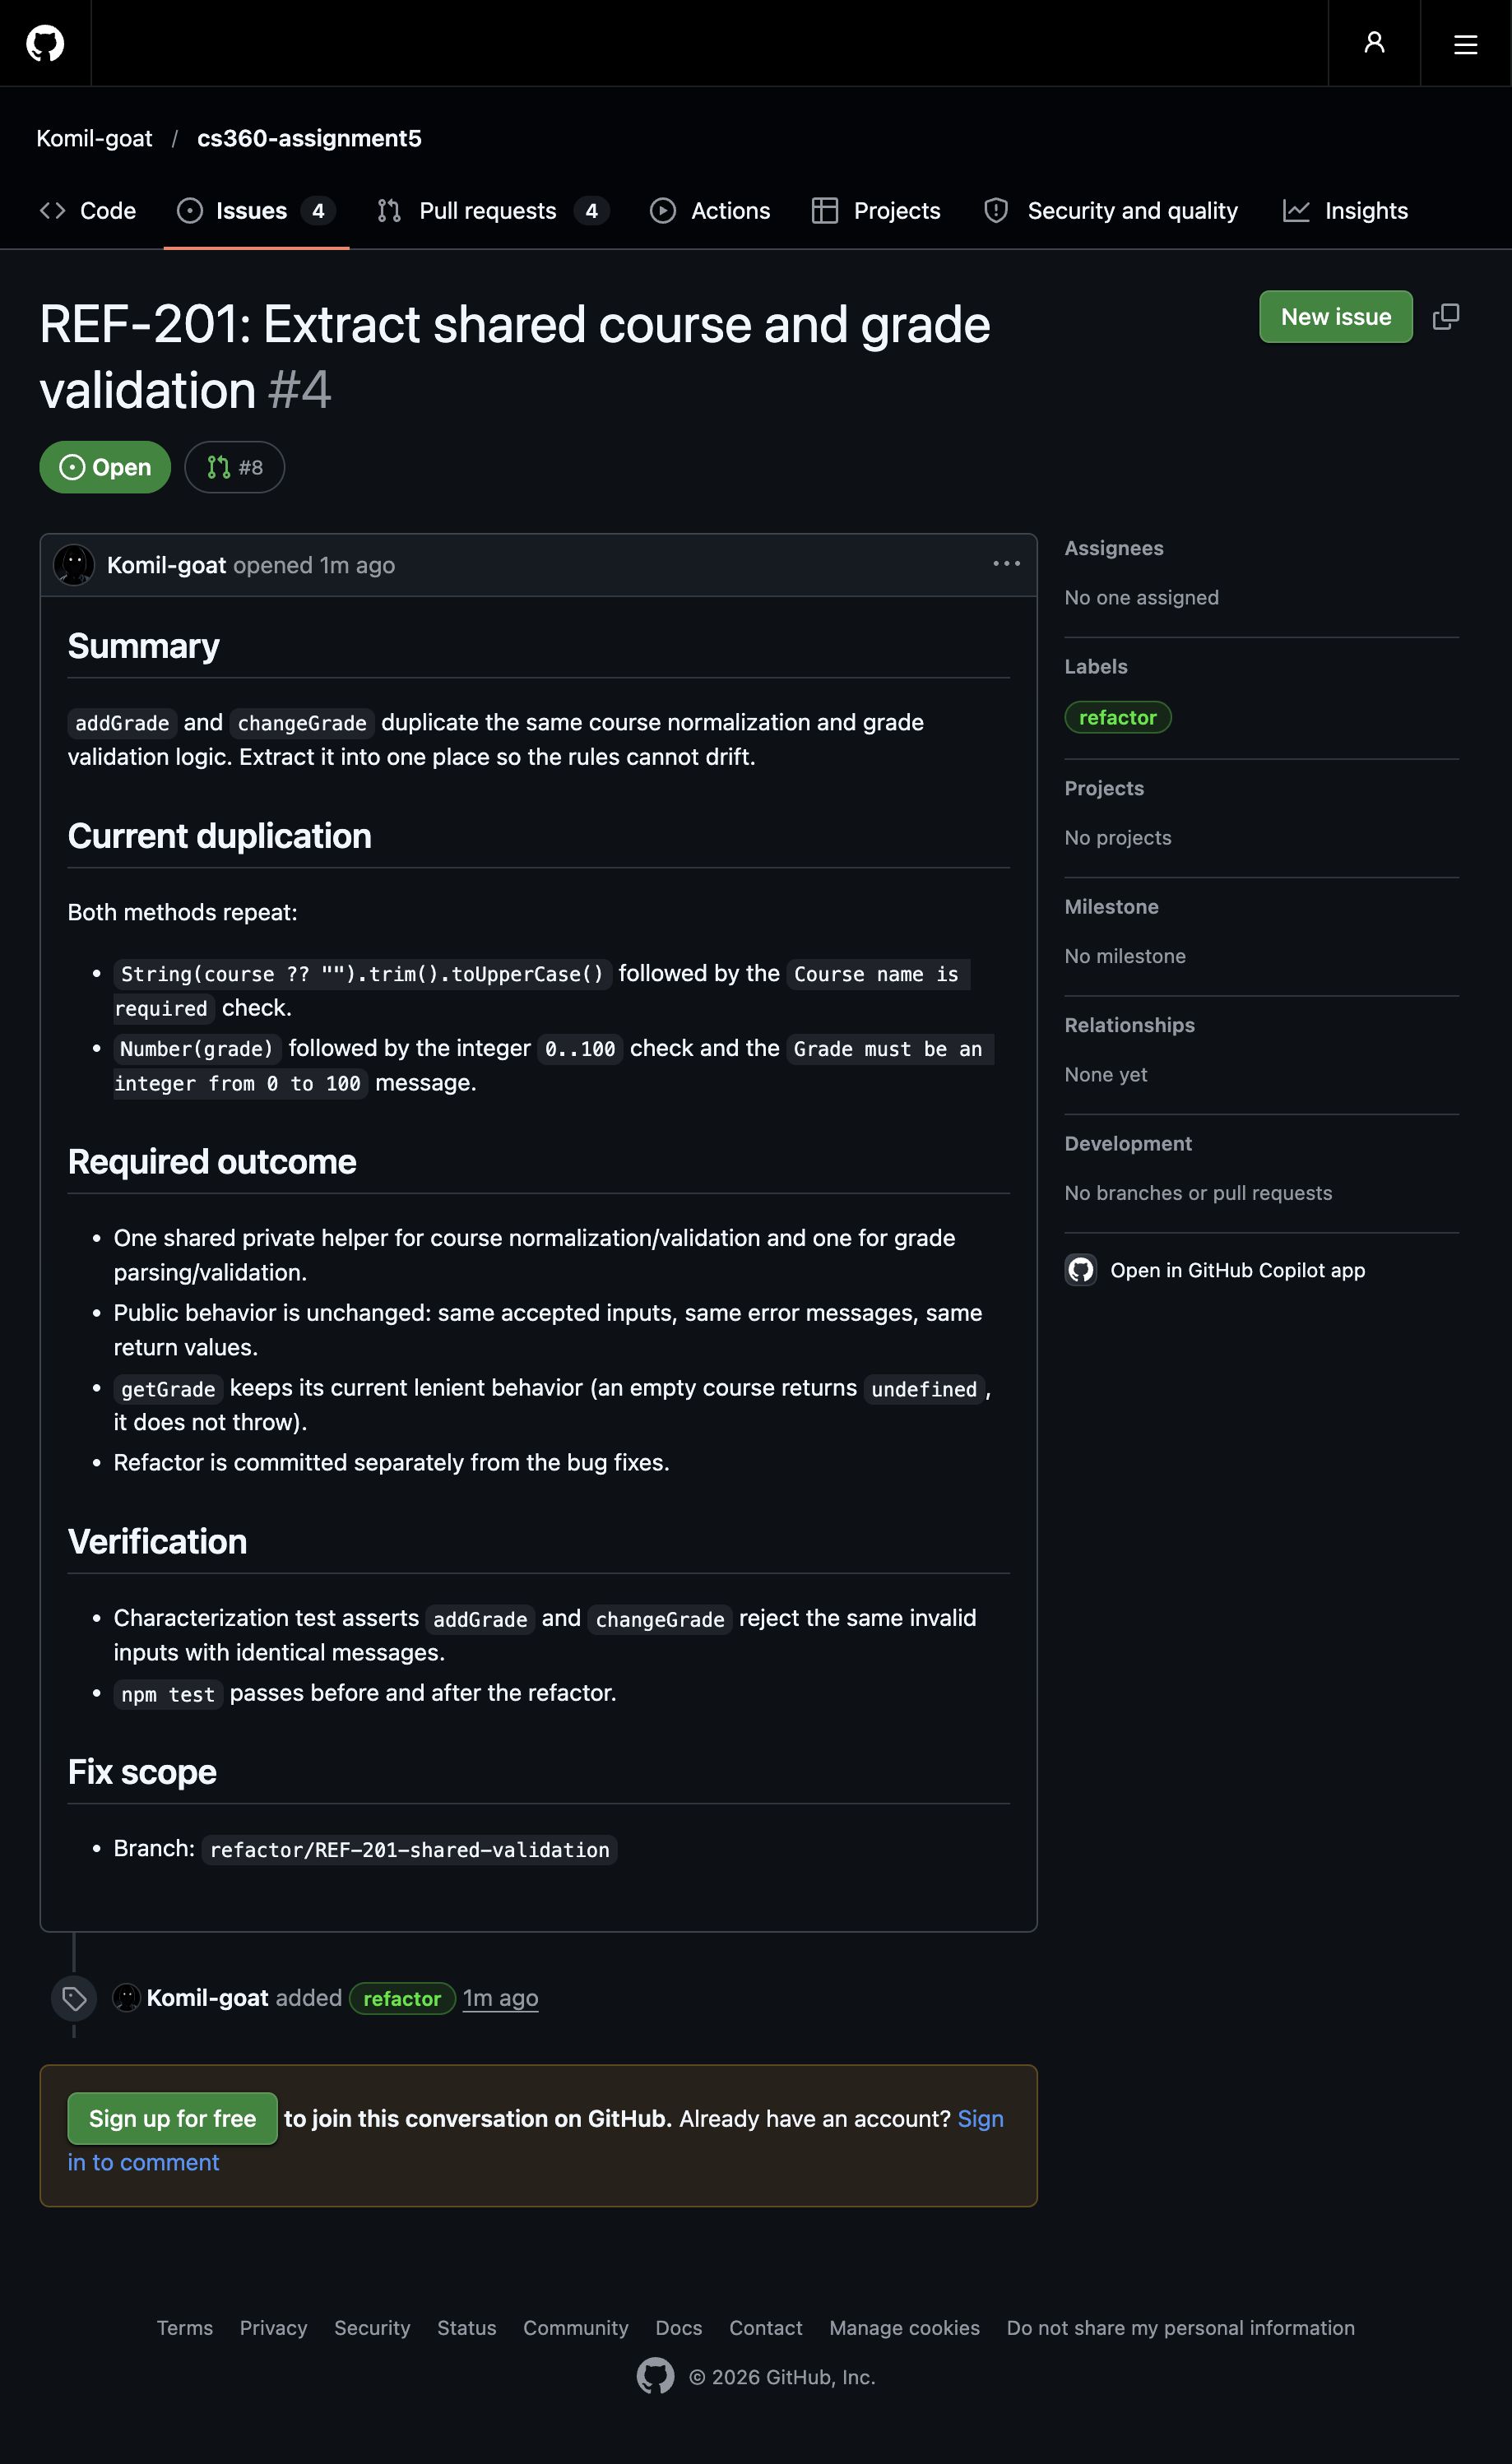 Komil-goat / cs360-assignment5
Code Issues 4 Pull requests 4 Actions Projects Security and quality Insights
REF-201: Extract shared course and grade
validation #4
New issue
Open #8
Komil-goat opened 1m ago
Summary
addGrade and changeGrade duplicate the same course normalization and grade
validation logic. Extract it into one place so the rules cannot drift.
Current duplication
Both methods repeat:
• String(course ?? "").trim().toUpperCase() followed by the Course name is
required check.
• Number(grade) followed by the integer 0..100 check and the Grade must be an
integer from 0 to 100 message.
Required outcome
• One shared private helper for course normalization/validation and one for grade
parsing/validation.
• Public behavior is unchanged: same accepted inputs, same error messages, same
return values.
• getGrade keeps its current lenient behavior (an empty course returns undefined,
it does not throw).
• Refactor is committed separately from the bug fixes.
Verification
• Characterization test asserts addGrade and changeGrade reject the same invalid
inputs with identical messages.
• npm test passes before and after the refactor.
Fix scope
• Branch: refactor/REF-201-shared-validation
Assignees
No one assigned
Labels
refactor
Projects
No projects
Milestone
No milestone
Relationships
None yet
Development
No branches or pull requests
Open in GitHub Copilot app
Komil-goat added refactor 1m ago
Sign up for free to join this conversation on GitHub. Already have an account? Sign
in to comment
Terms Privacy Security Status Community Docs Contact Manage cookies Do not share my personal information
© 2026 GitHub, Inc.